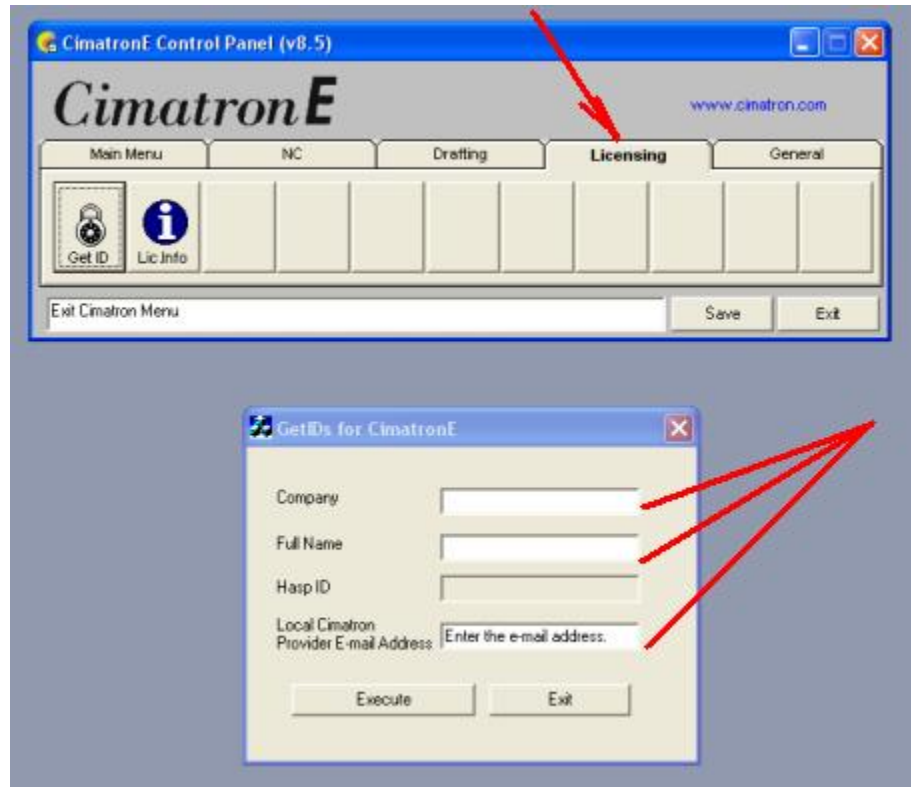 CimatronE Control Panel (v8.5)
CimatronE
www.cimatron.com
Main Menu NC Drafting Licensing General
Get ID Lic Info
Exit Cimatron Menu Save Exit
GetIDs for CimatronE
Company
Full Name
Hasp ID
Local Cimatron
Provider E-mail Address Enter the e-mail address.
Execute Exit